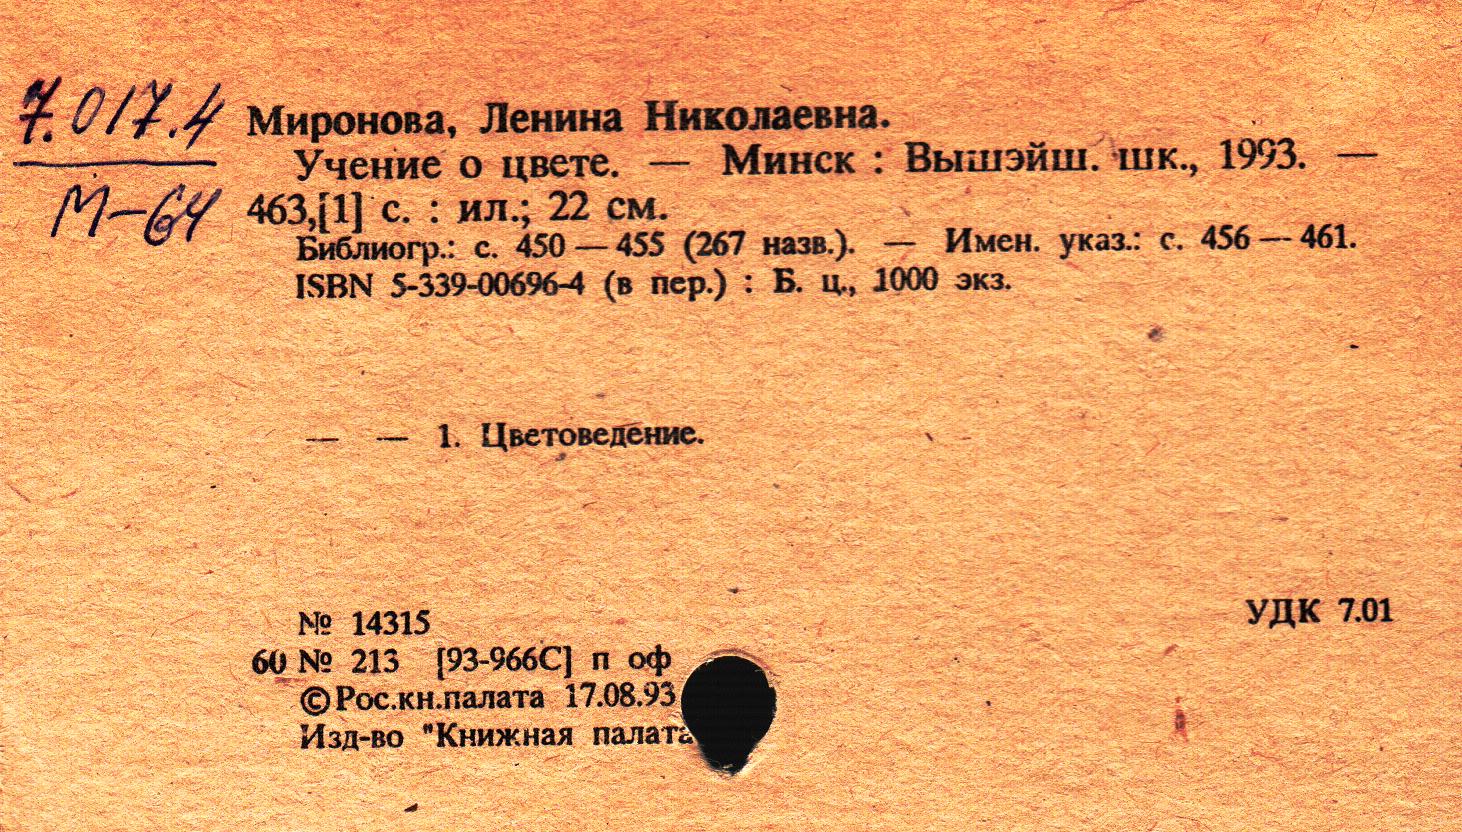 7.017.4
М-64
Миронова, Ленина Николаевна.
Учение о цвете. — Минск : Вышэйш. шк., 1993. —
463,[1] с. : ил.; 22 см.
Библиогр.: с. 450 — 455 (267 назв.). — Имен. указ.: с. 456 — 461.
ISBN 5-339-00696-4 (в пер.) : Б. ц., 1000 экз.
— — 1. Цветоведение.
№ 14315
УДК 7.01
60 № 213 [93-966С] п оф
©Рос.кн.палата 17.08.93
Изд-во "Книжная палата